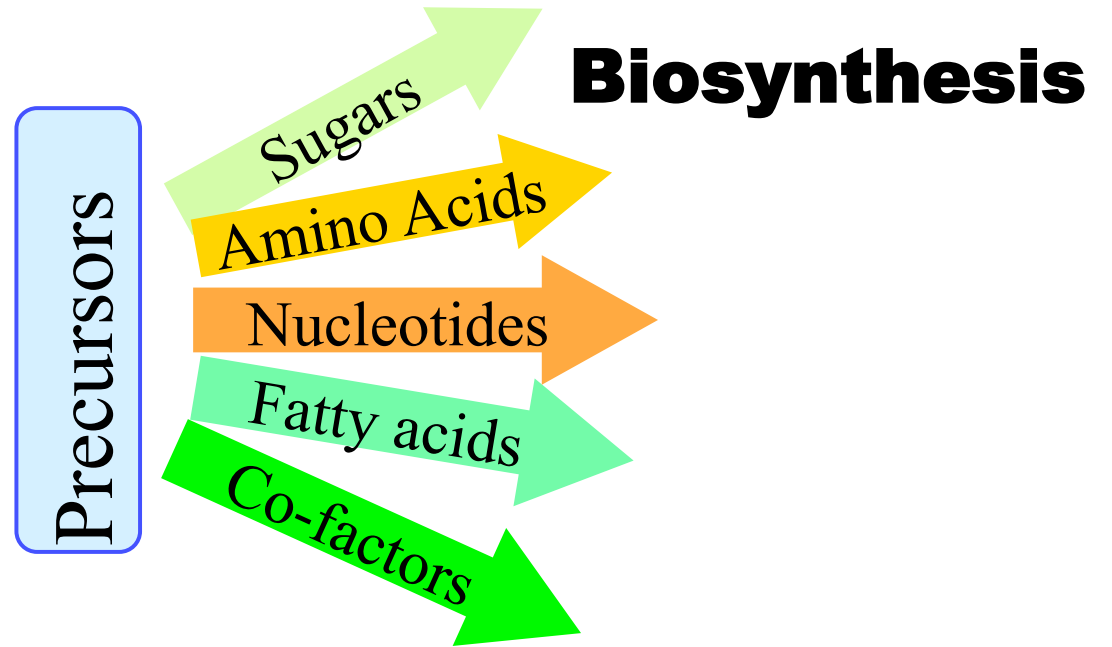 Biosynthesis
Precursors
Sugars
Amino Acids
Nucleotides
Fatty acids
Co-factors